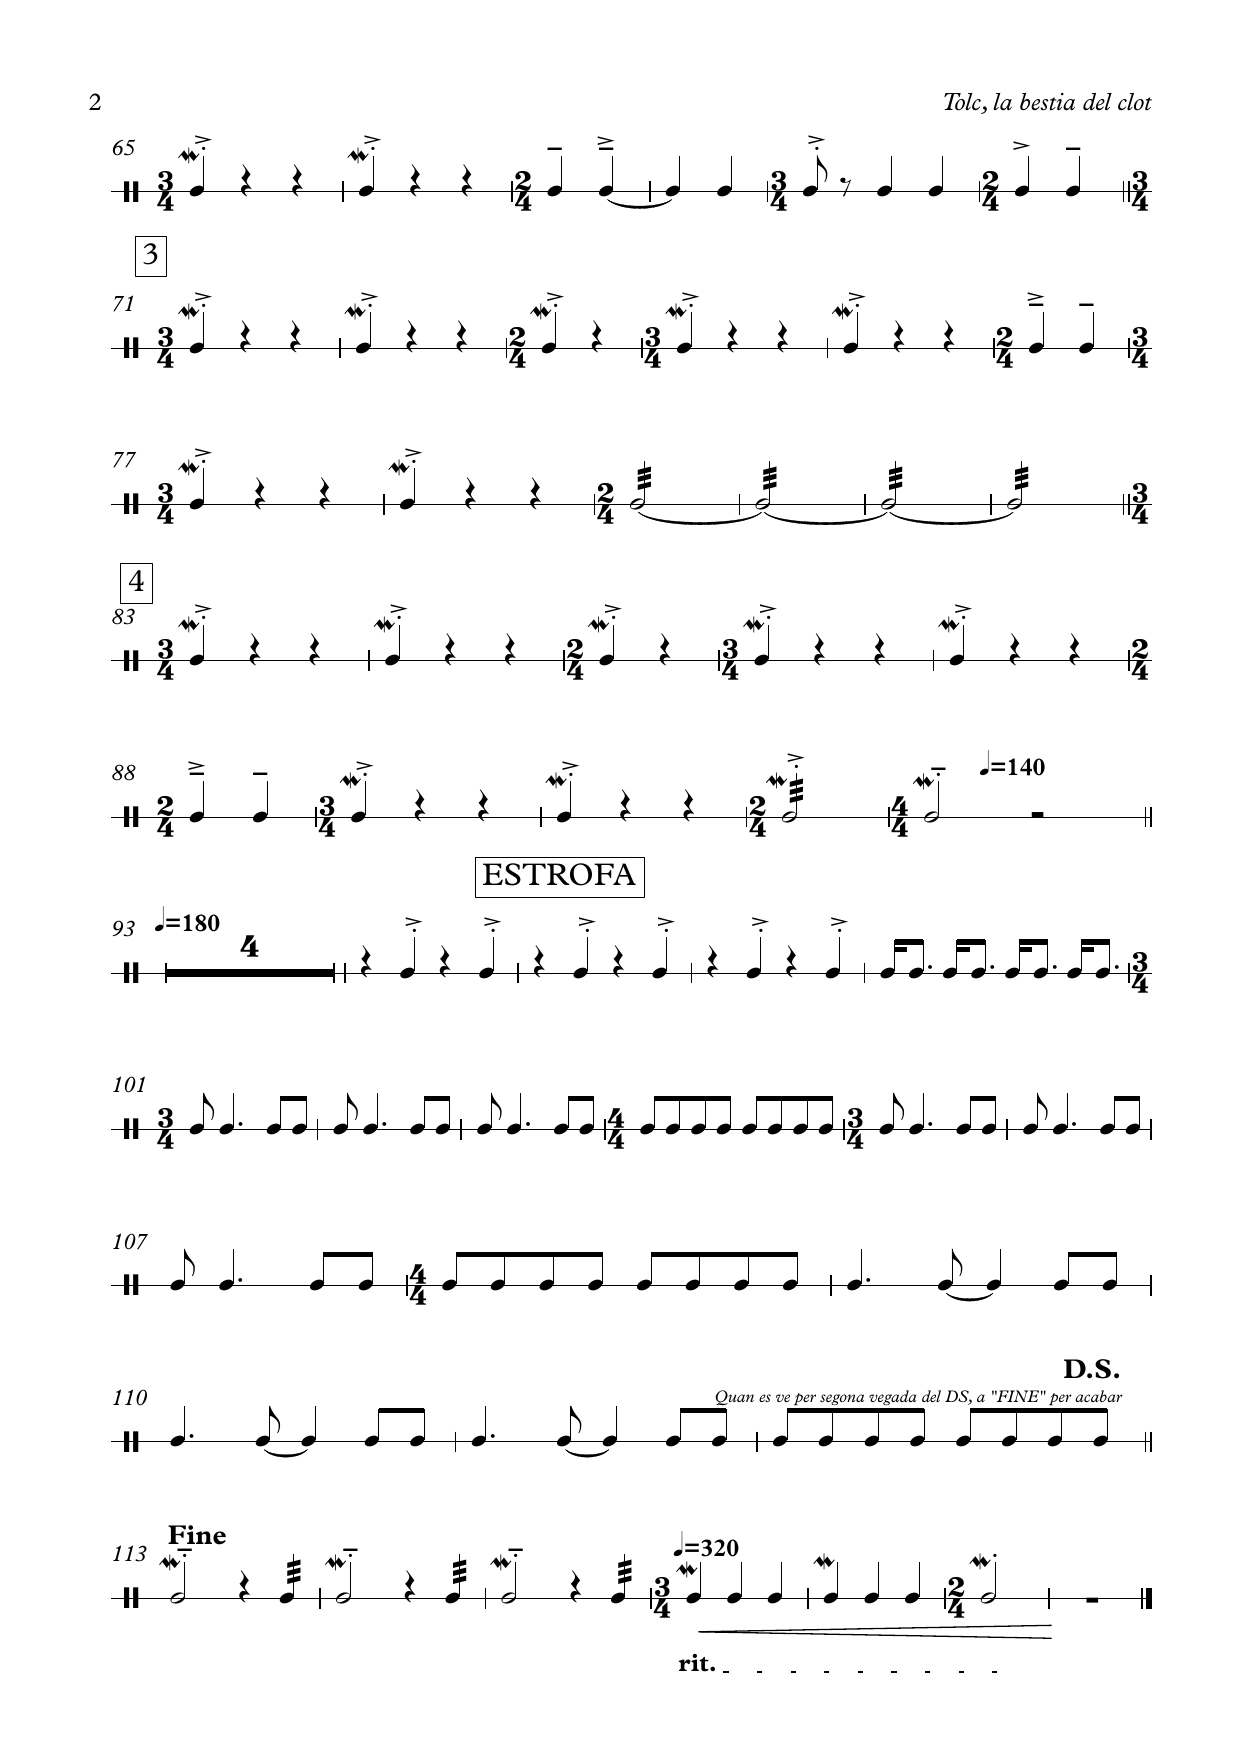 2 Tolc, la bestia del clot
65
3
71
77
4
83
88 ♩=140
ESTROFA
93 ♩=180
4
101
107
D.S.
110 Quan es ve per segona vegada del DS, a "FINE" per acabar
Fine
113 ♩=320
rit.